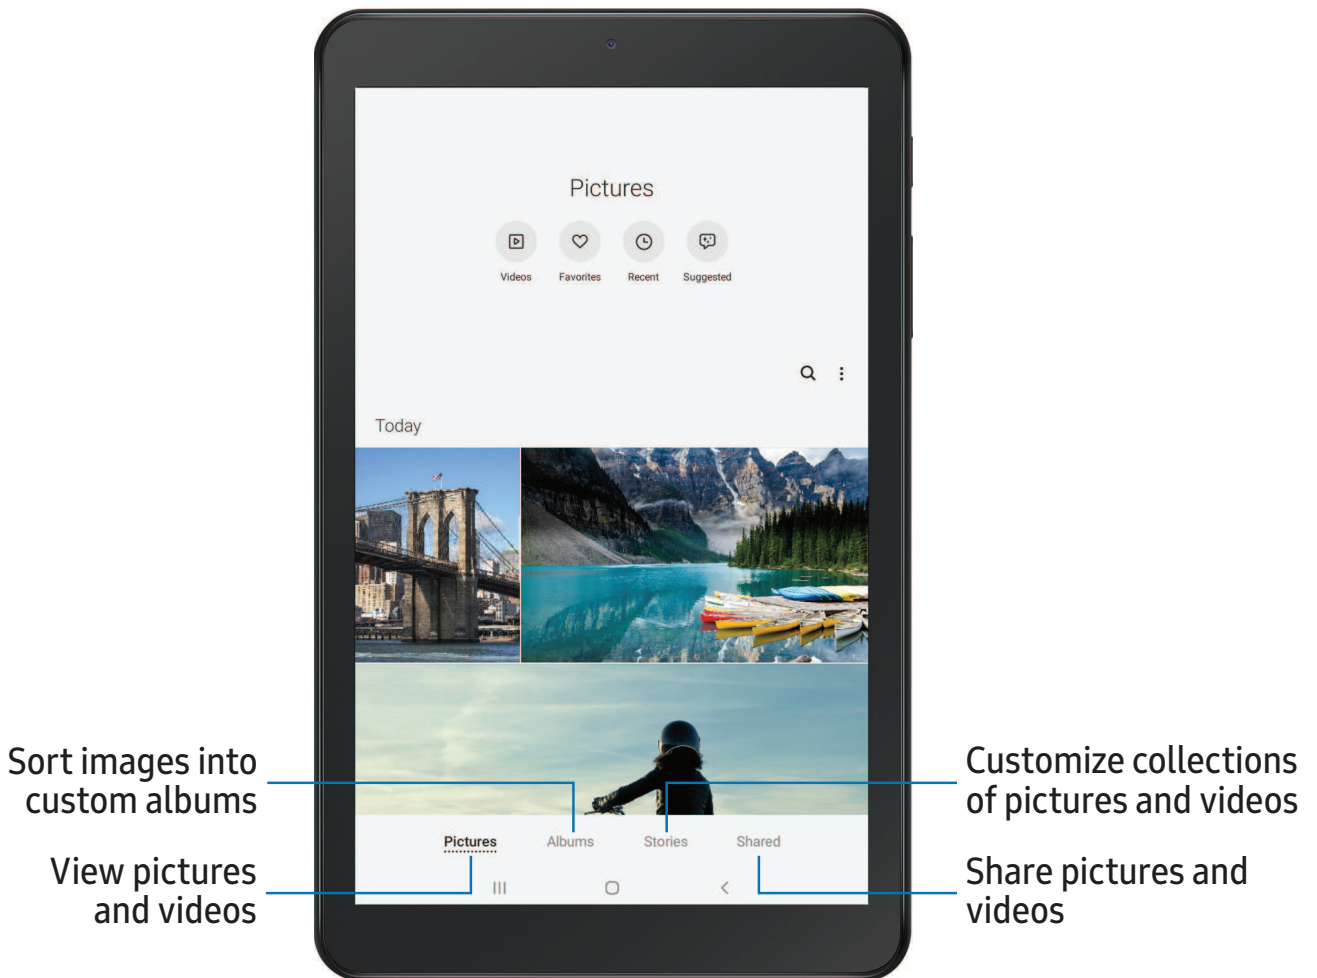 Pictures
Videos Favorites Recent Suggested
Today
Sort images into
custom albums
Customize collections
of pictures and videos
Pictures Albums Stories Shared
View pictures
and videos
Share pictures and
videos